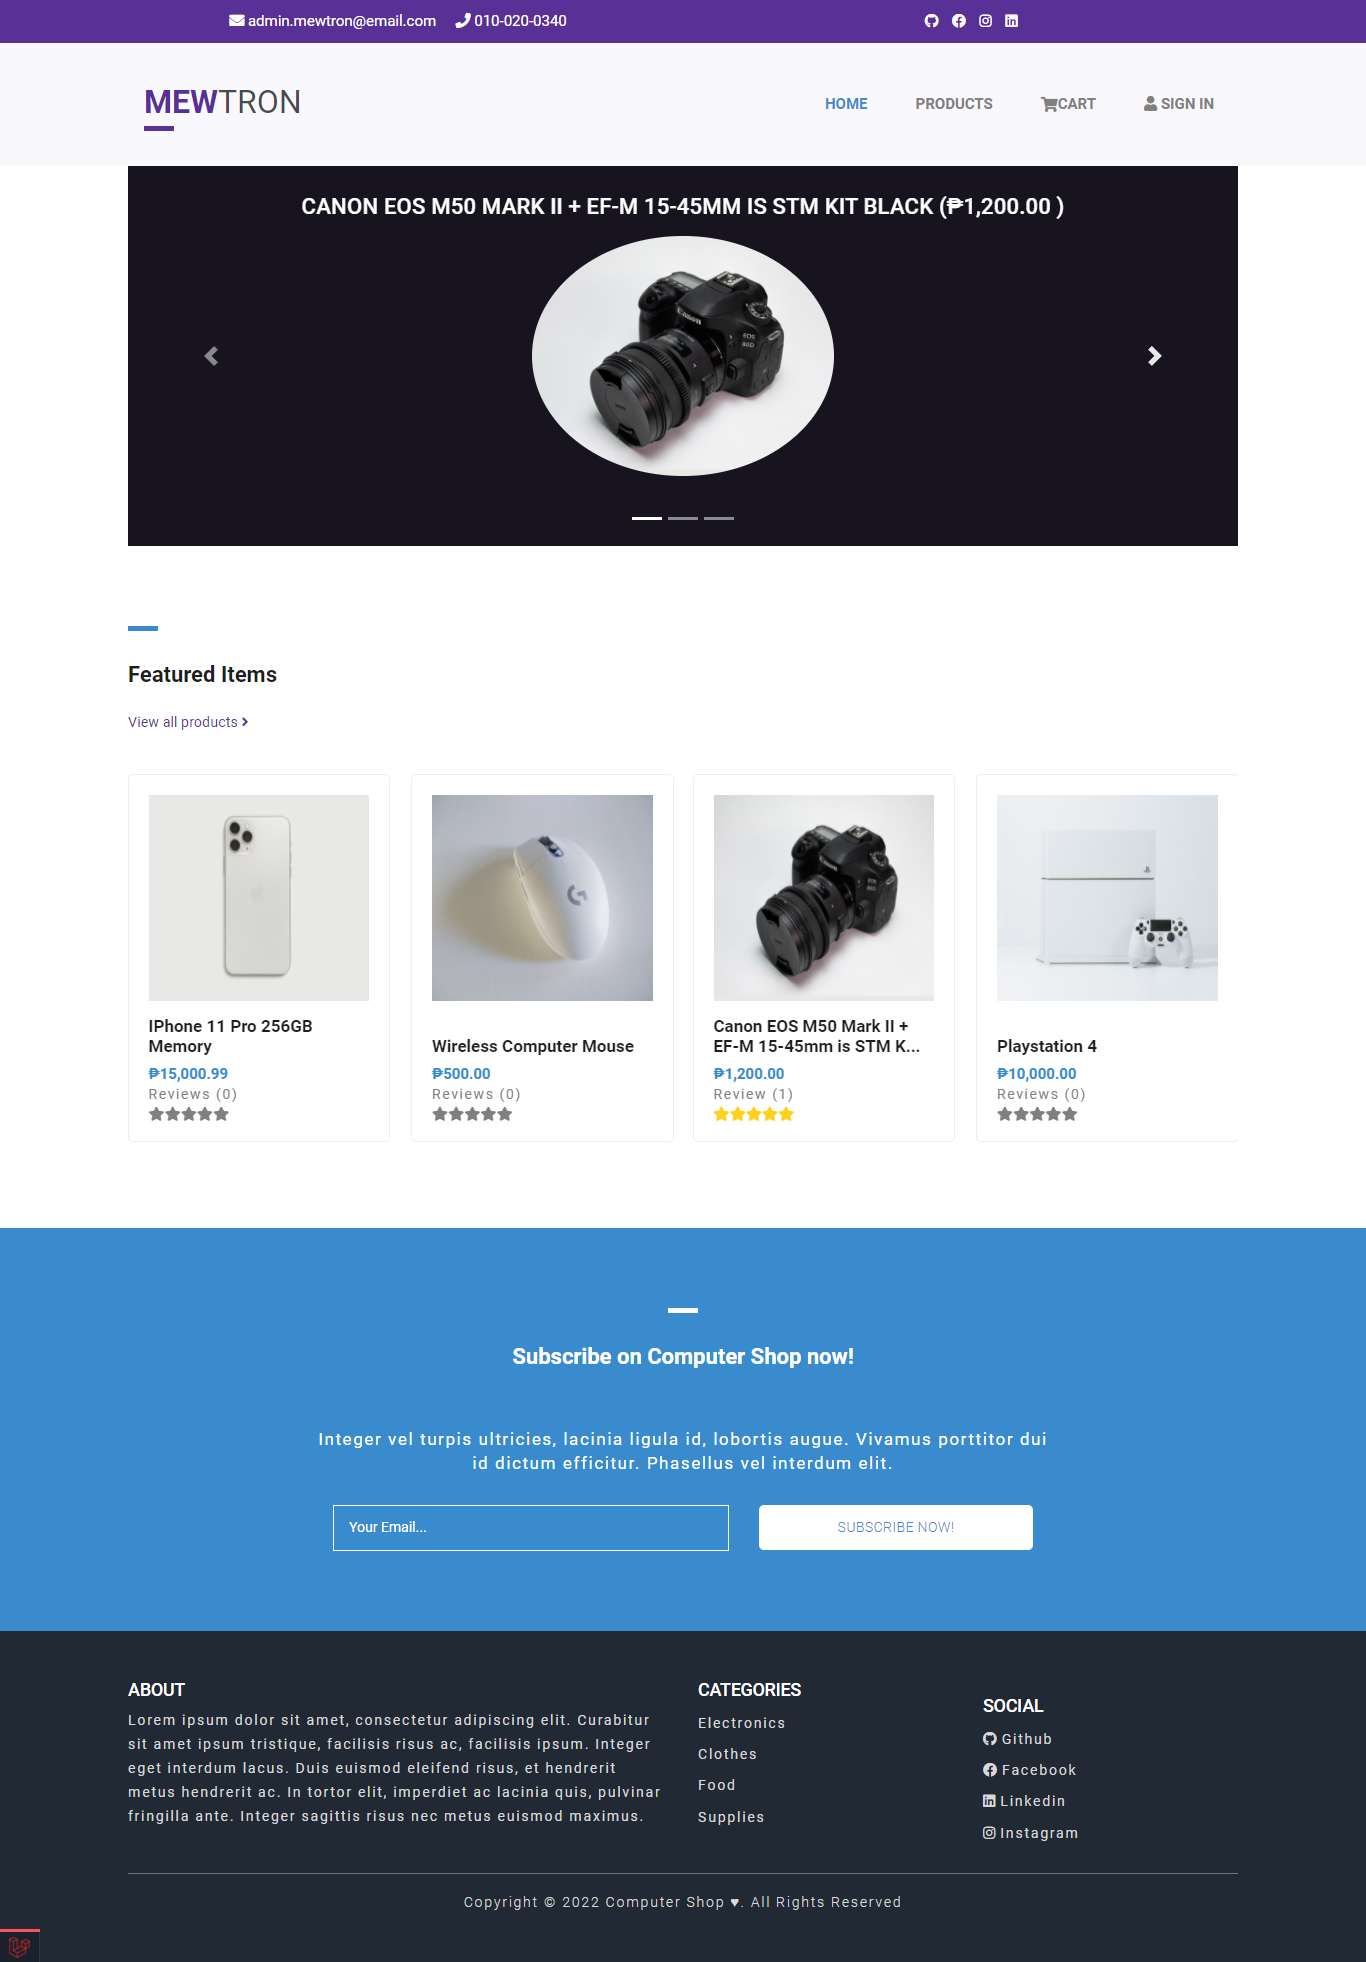 admin.mewtron@email.com 010-020-0340
MEWTRON
HOME PRODUCTS CART SIGN IN
CANON EOS M50 MARK II + EF-M 15-45MM IS STM KIT BLACK (₱1,200.00 )
Canon
EOS
80D
Featured Items
View all products
IPhone 11 Pro 256GB
Memory
₱15,000.99
Reviews (0)
Wireless Computer Mouse
₱500.00
Reviews (0)
Canon
EOS
80D
Canon EOS M50 Mark II +
EF-M 15-45mm is STM K...
₱1,200.00
Review (1)
Playstation 4
₱10,000.00
Reviews (0)
Subscribe on Computer Shop now!
Integer vel turpis ultricies, lacinia ligula id, lobortis augue. Vivamus porttitor dui
id dictum efficitur. Phasellus vel interdum elit.
Your Email...
SUBSCRIBE NOW!
ABOUT
Lorem ipsum dolor sit amet, consectetur adipiscing elit. Curabitur
sit amet ipsum tristique, facilisis risus ac, facilisis ipsum. Integer
eget interdum lacus. Duis euismod eleifend risus, et hendrerit
metus hendrerit ac. In tortor elit, imperdiet ac lacinia quis, pulvinar
fringilla ante. Integer sagittis risus nec metus euismod maximus.
CATEGORIES
Electronics
Clothes
Food
Supplies
SOCIAL
Github
Facebook
Linkedin
Instagram
Copyright © 2022 Computer Shop ♥. All Rights Reserved